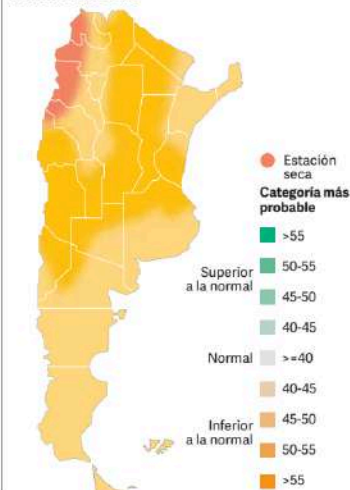 Estación
seca
Categoría más
probable
>55
50-55
Superior
a la normal
45-50
40-45
Normal
>=40
40-45
Inferior
a la normal
45-50
50-55
>55